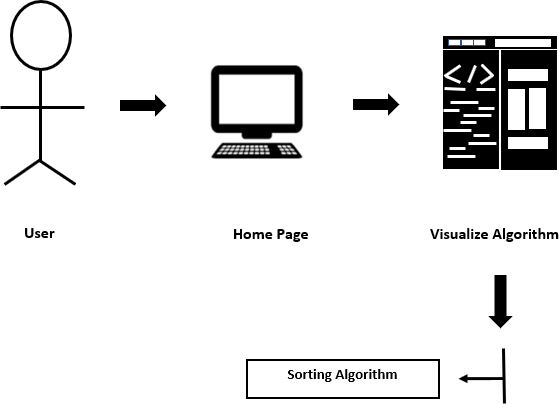 User
Home Page
Visualize Algorithm
Sorting Algorithm